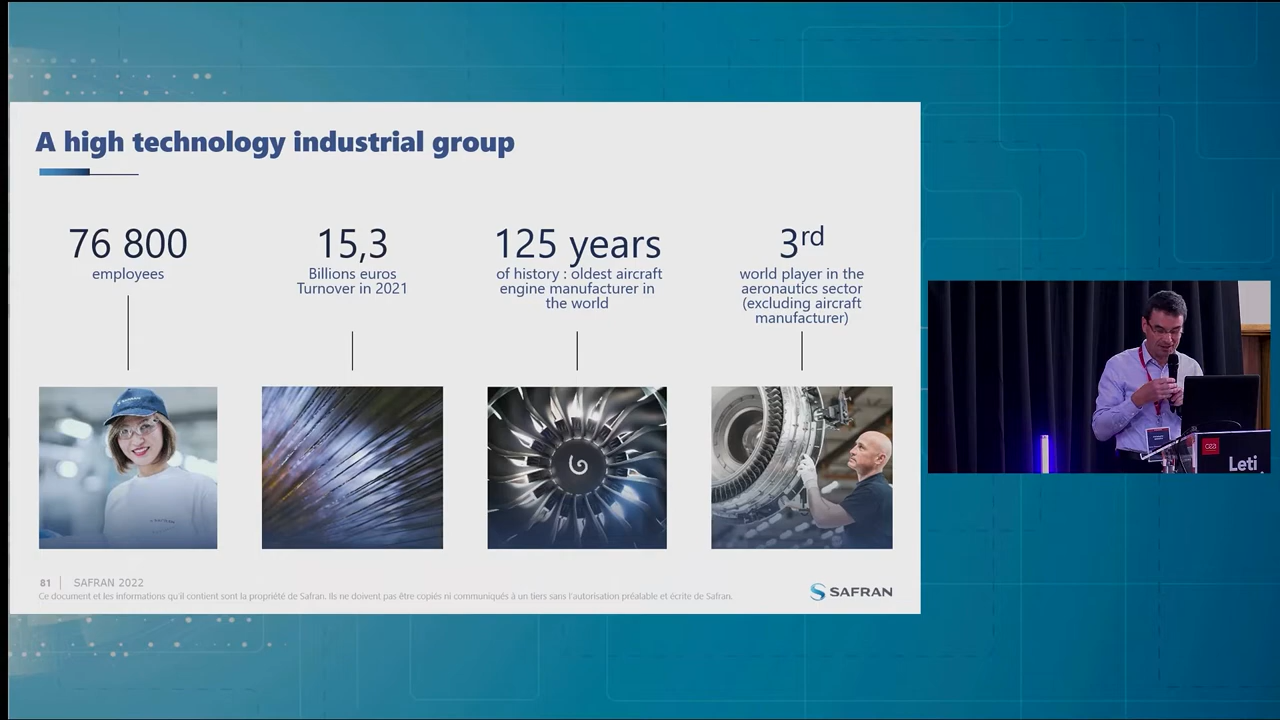 A high technology industrial group
76 800
employees
15,3
Billions euros
Turnover in 2021
125 years
of history : oldest aircraft
engine manufacturer in
the world
3rd
world player in the
aeronautics sector
(excluding aircraft
manufacturer)
81 | SAFRAN 2022
Ce document et les informations qu'il contient sont la propriété de Safran. Ils ne doivent pas être copiés ni communiqués à un tiers sans l'autorisation préalable et écrite de Safran.
SAFRAN
cea
Leti